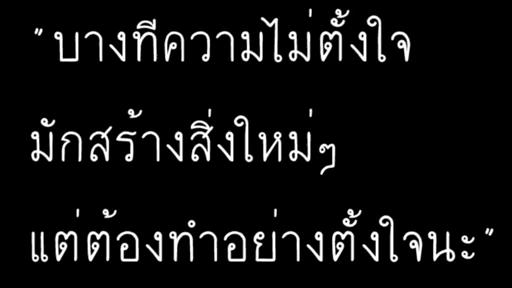 " บางทีความไม่ตั้งใจ
มักสร้างสิ่งใหม่ๆ
แต่ต้องทำอย่างตั้งใจนะ"